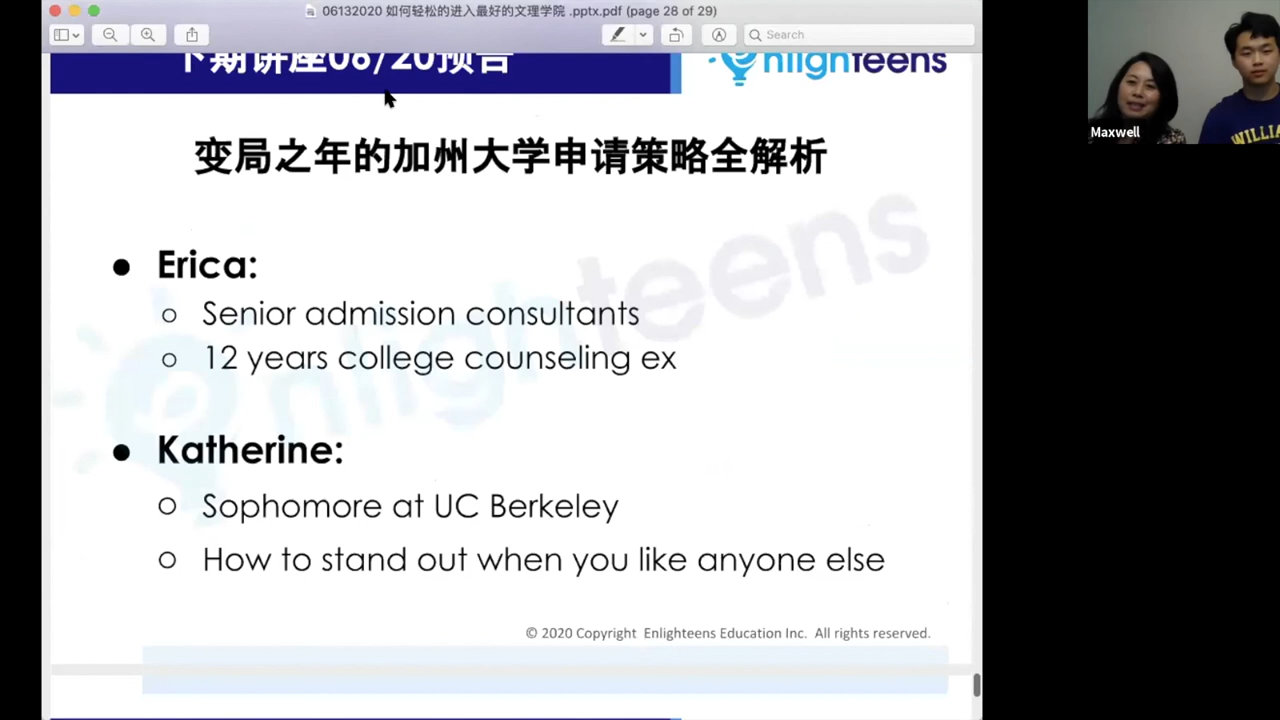 06132020 如何轻松的进入最好的文理学院 .pptx.pdf (page 28 of 29)
Search
下期讲座06/20预告
enlighteens
变局之年的加州大学申请策略全解析
● Erica:
○ Senior admission consultants
○ 12 years college counseling ex
● Katherine:
○ Sophomore at UC Berkeley
○ How to stand out when you like anyone else
© 2020 Copyright Enlighteens Education Inc. All rights reserved.
enlighteens
Maxwell
WILLIA